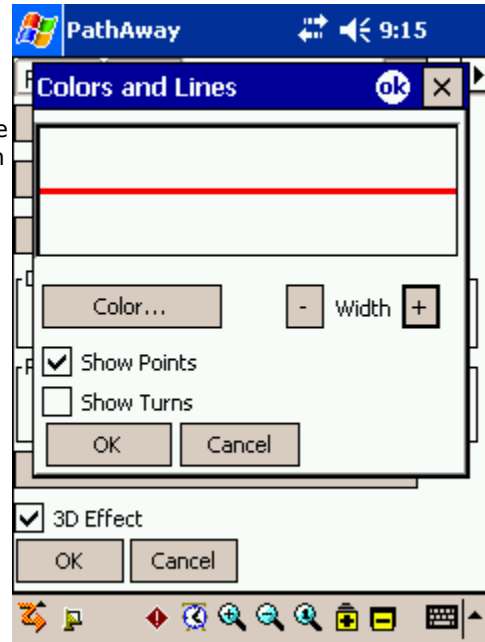 PathAway 9:15
Colors and Lines ok
Color... - Width +
Show Points
Show Turns
OK Cancel
3D Effect
OK Cancel